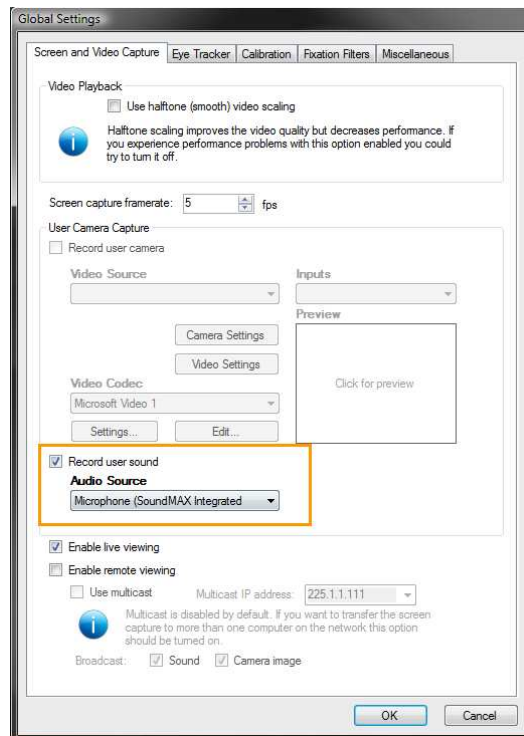 Global Settings
Screen and Video Capture Eye Tracker Calibration Fixation Filters Miscellaneous
Video Playback
Use halftone (smooth) video scaling
Halftone scaling improves the video quality but decreases performance. If
you experience performance problems with this option enabled you could
try to turn it off.
Screen capture framerate: 5 fps
User Camera Capture
Record user camera
Video Source Inputs
Preview
Camera Settings
Video Settings
Click for preview
Video Codec
Microsoft Video 1
Settings... Edit...
Record user sound
Audio Source
Microphone (SoundMAX Integrated
Enable live viewing
Enable remote viewing
Use multicast Multicast IP address: 225.1.1.111
Multicast is disabled by default. If you want to transfer the screen
capture to more than one computer on the network this option
should be turned on.
Broadcast: Sound Camera image
OK Cancel